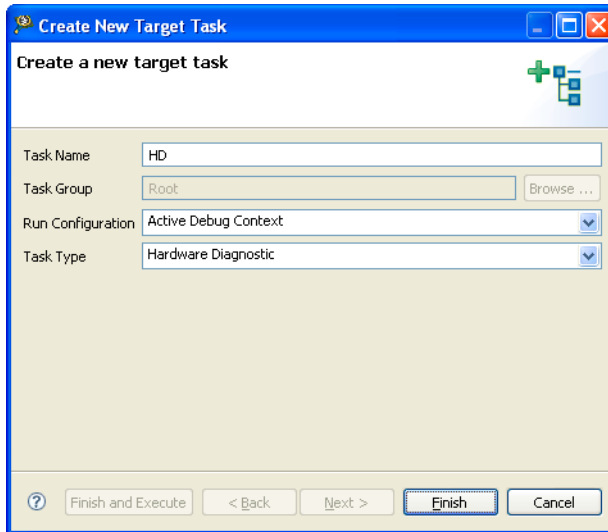 Create New Target Task
Create a new target task
Task Name HD
Task Group Root Browse ...
Run Configuration Active Debug Context
Task Type Hardware Diagnostic
? Finish and Execute < Back Next > Finish Cancel